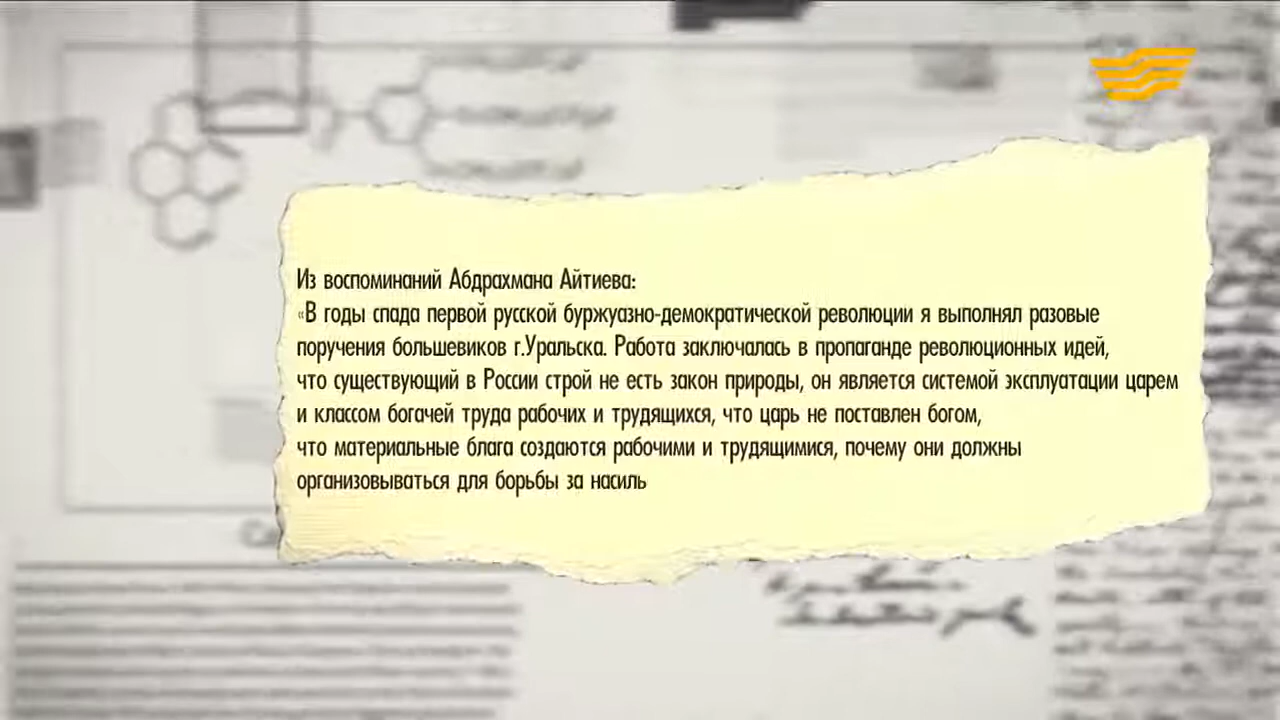 Из воспоминаний Абдрахмана Айтиева:
«В годы спада первой русской буржуазно-демократической революции я выполнял разовые
поручения большевиков г.Уральска. Работа заключалась в пропаганде революционных идей,
что существующий в России строй не есть закон природы, он является системой эксплуатации царем
и классом богачей труда рабочих и трудящихся, что царь не поставлен богом,
что материальные блага создаются рабочими и трудящимися, почему они должны
организовываться для борьбы за насиль